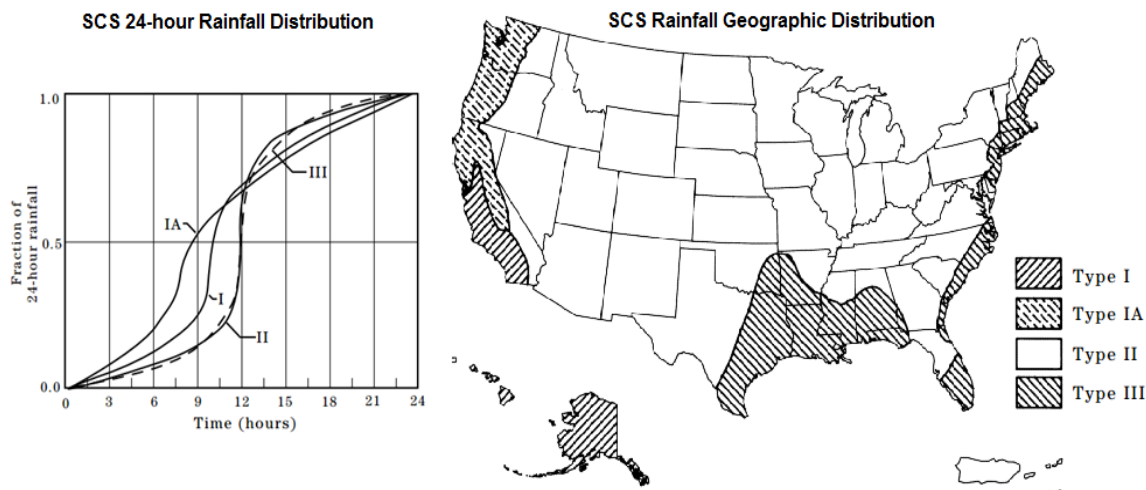 SCS 24-hour Rainfall Distribution
1.0
0.5
0.0
Fraction of
24-hour rainfall
IA
I
II
III
0 3 6 9 12 15 18 21 24
Time (hours)
SCS Rainfall Geographic Distribution
Type I
Type IA
Type II
Type III